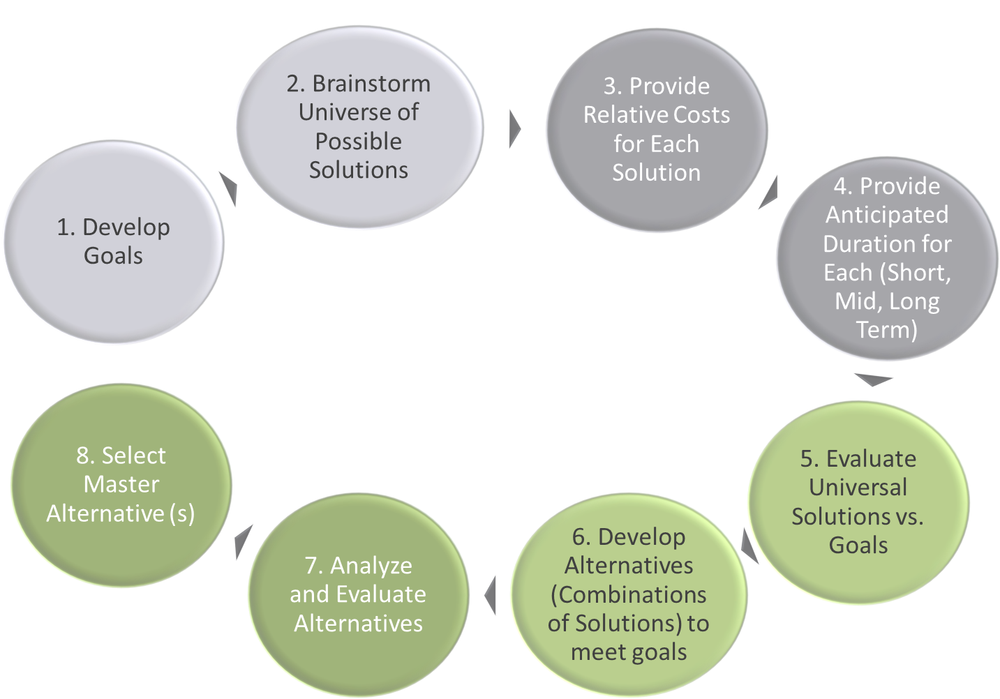 1. Develop
Goals
2. Brainstorm
Universe of
Possible
Solutions
3. Provide
Relative Costs
for Each
Solution
4. Provide
Anticipated
Duration for
Each (Short,
Mid, Long
Term)
5. Evaluate
Universal
Solutions vs.
Goals
6. Develop
Alternatives
(Combinations
of Solutions) to
meet goals
7. Analyze
and Evaluate
Alternatives
8. Select
Master
Alternative (s)